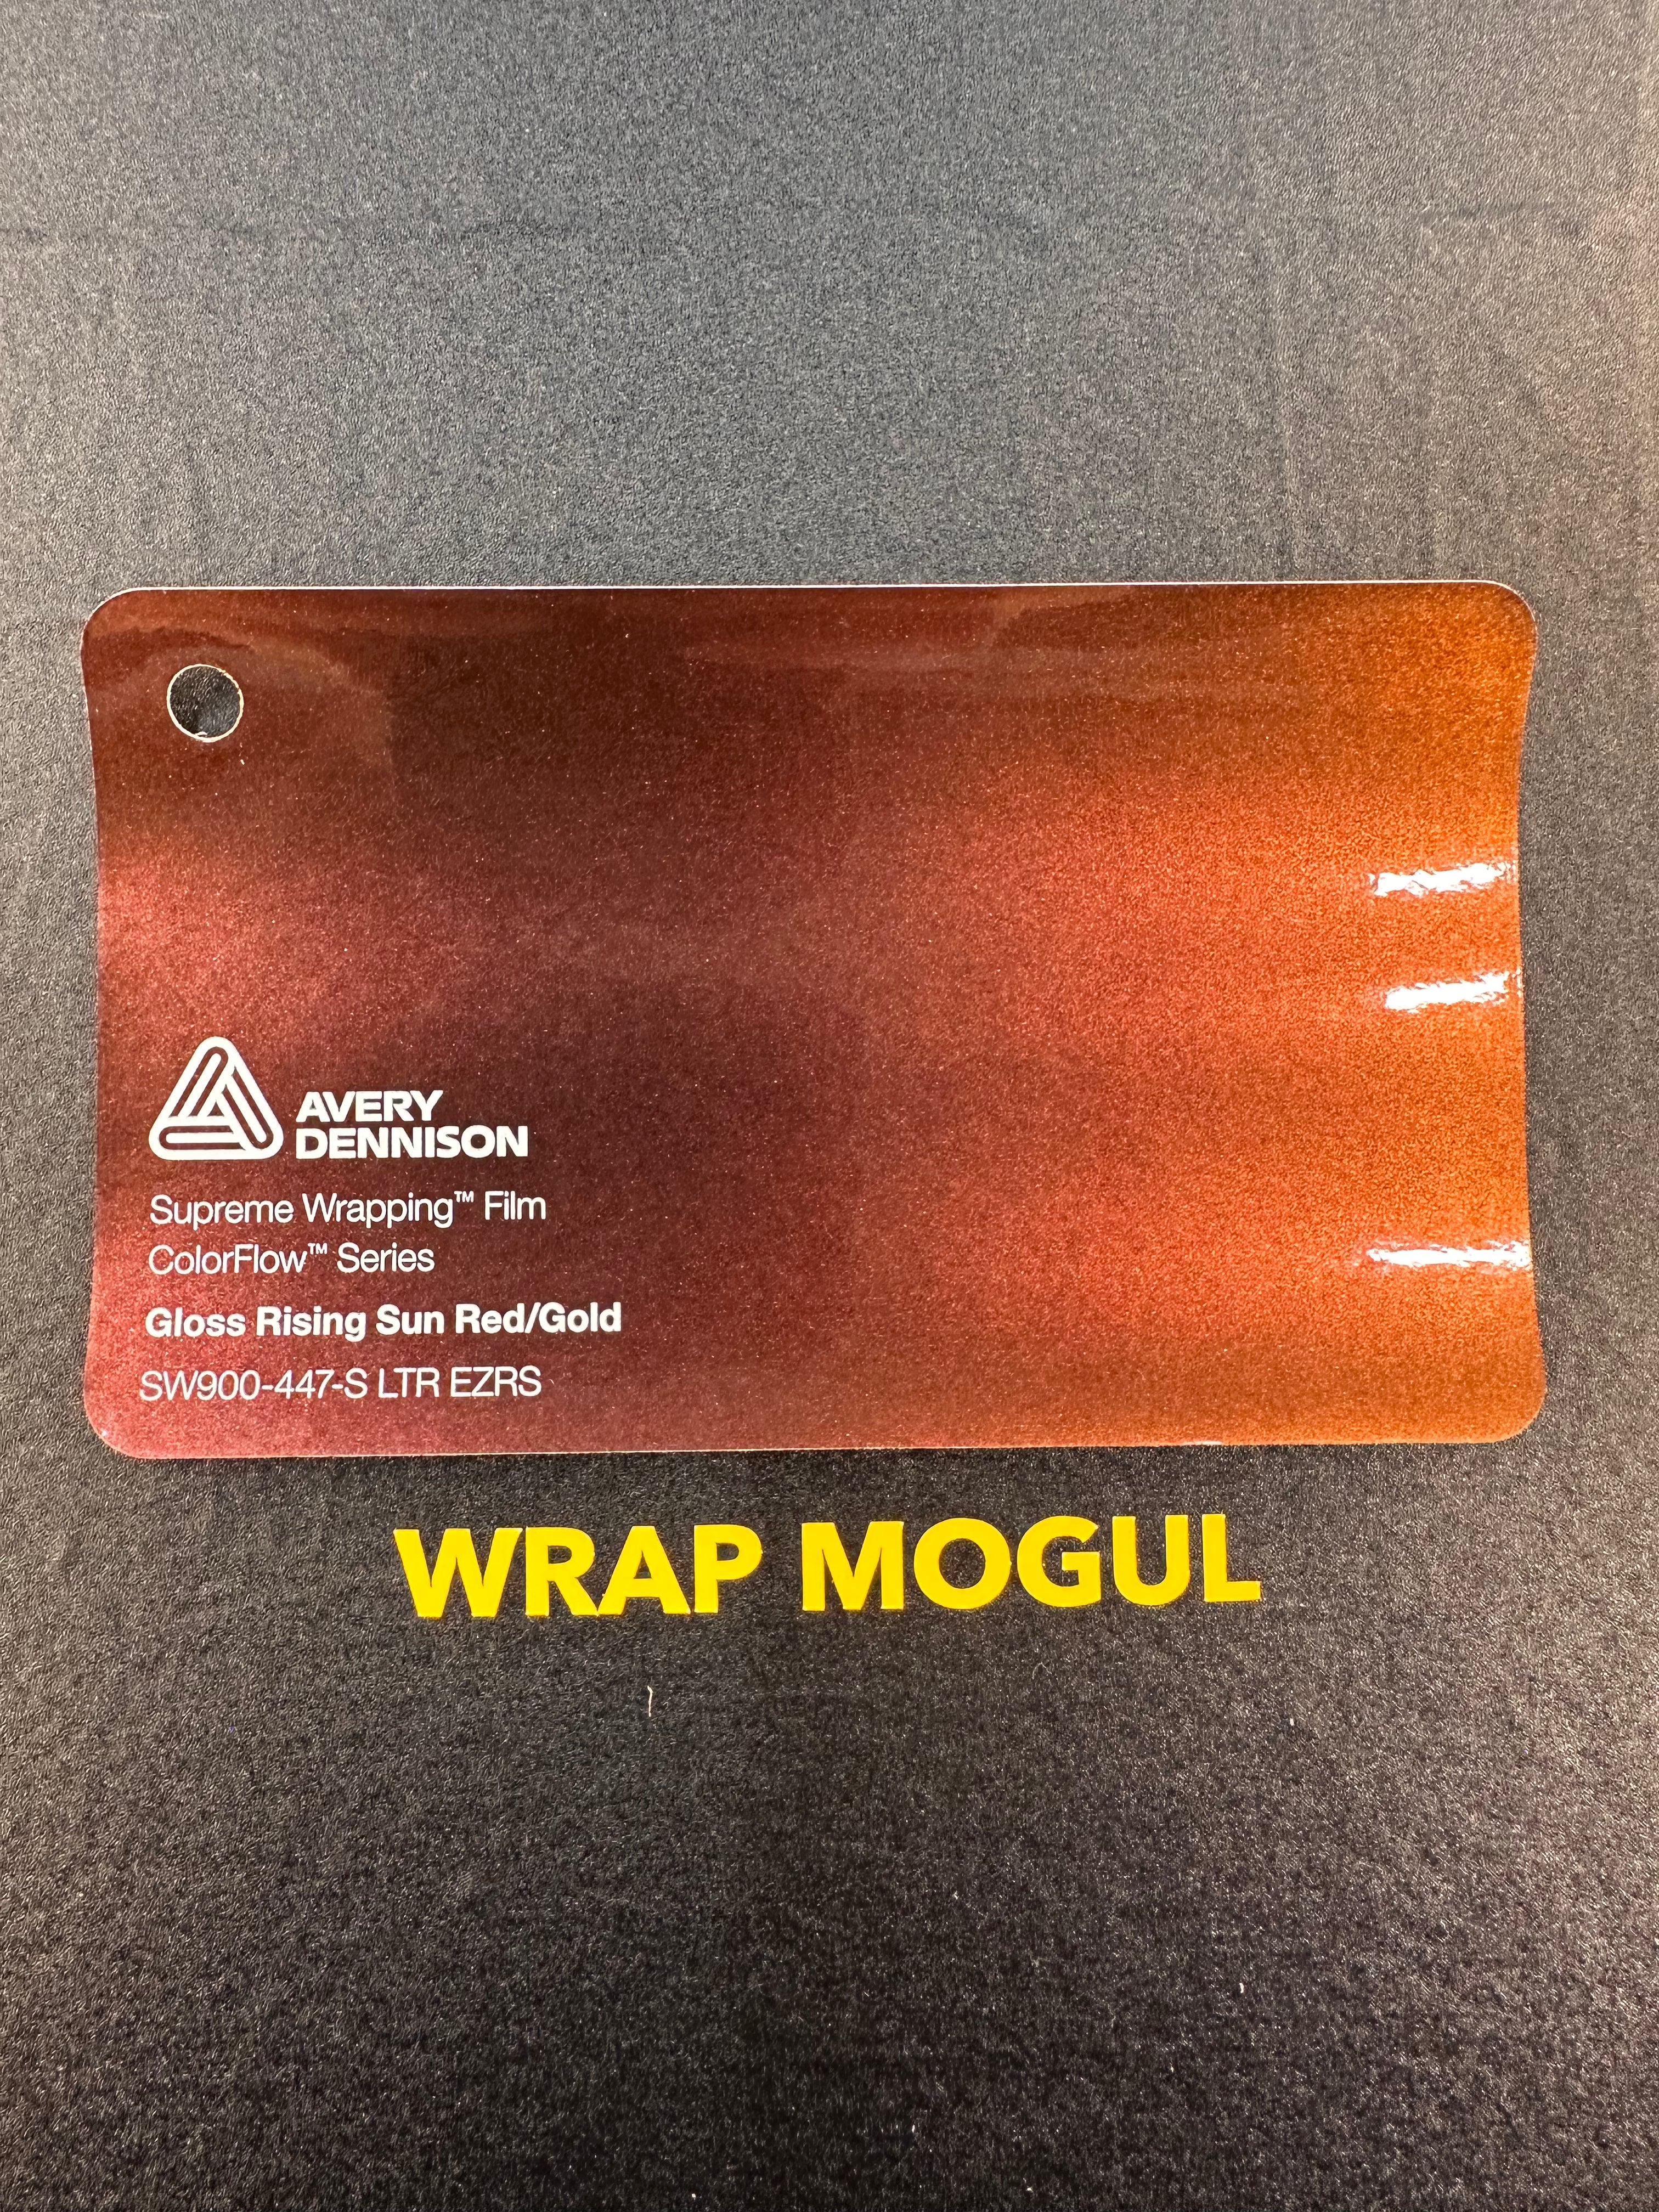 AVERY
DENNISON
Supreme Wrapping™ Film
ColorFlow™ Series
Gloss Rising Sun Red/Gold
SW900-447-S LTR EZRS
WRAP MOGUL